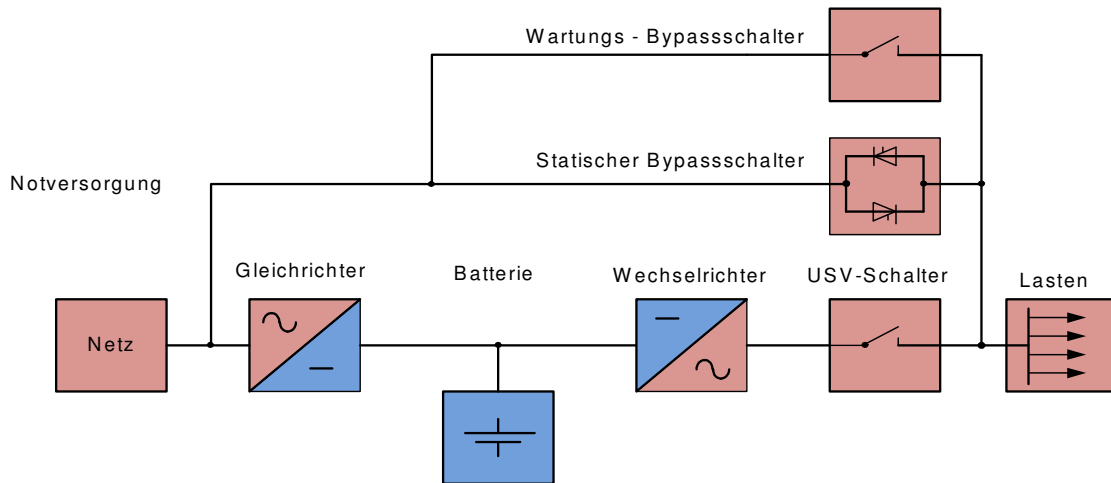 Wartungs - Bypassschalter
Statischer Bypassschalter
Notversorgung
Gleichrichter
Batterie
Wechselrichter
USV-Schalter
Lasten
Netz